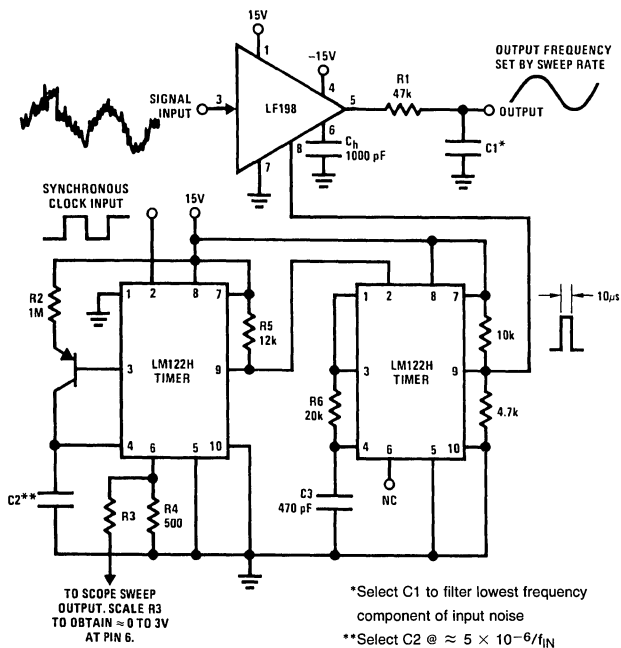 15V
1
-15V
4
OUTPUT FREQUENCY
SET BY SWEEP RATE
SIGNAL
INPUT
3
LF198
5
R1
47k
OUTPUT
6
8
Ch
1000 pF
C1*
7
SYNCHRONOUS
CLOCK INPUT
15V
R2
1M
1
2
8
7
R5
12k
3
LM122H
TIMER
9
4
6
5
10
C2**
R3
R4
500
1
2
8
7
10k
10µs
3
LM122H
TIMER
9
R6
20k
4.7k
4
6
5
10
C3
470 pF
NC
TO SCOPE SWEEP
OUTPUT. SCALE R3
TO OBTAIN ≈ 0 TO 3V
AT PIN 6.
*Select C1 to filter lowest frequency
component of input noise
**Select C2 @ ≈ 5 × 10−6/fIN